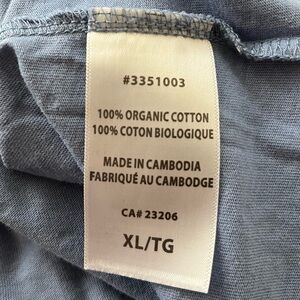 #3351003
100% ORGANIC COTTON
100% COTON BIOLOGIQUE
MADE IN CAMBODIA
FABRIQUÉ AU CAMBODGE
CA# 23206
XL/TG